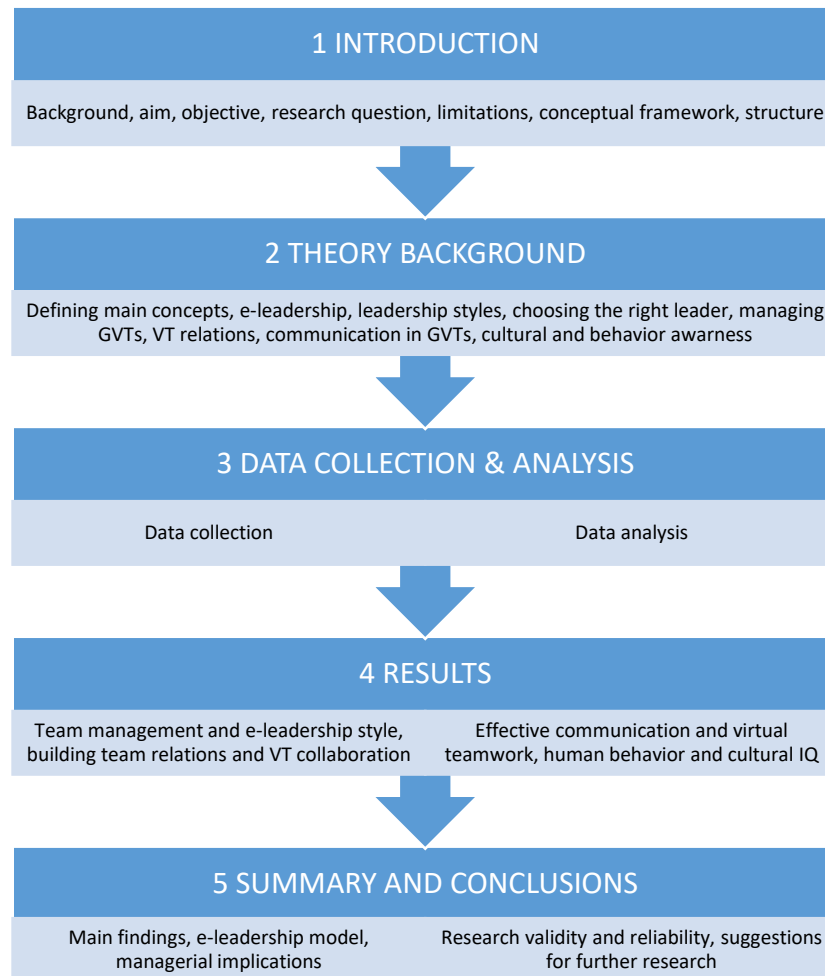 1 INTRODUCTION
Background, aim, objective, research question, limitations, conceptual framework, structure
2 THEORY BACKGROUND
Defining main concepts, e-leadership, leadership styles, choosing the right leader, managing
GVTs, VT relations, communication in GVTs, cultural and behavior awarness
3 DATA COLLECTION & ANALYSIS
Data collection
Data analysis
4 RESULTS
Team management and e-leadership style,
building team relations and VT collaboration
Effective communication and virtual
teamwork, human behavior and cultural IQ
5 SUMMARY AND CONCLUSIONS
Main findings, e-leadership model,
managerial implications
Research validity and reliability, suggestions
for further research